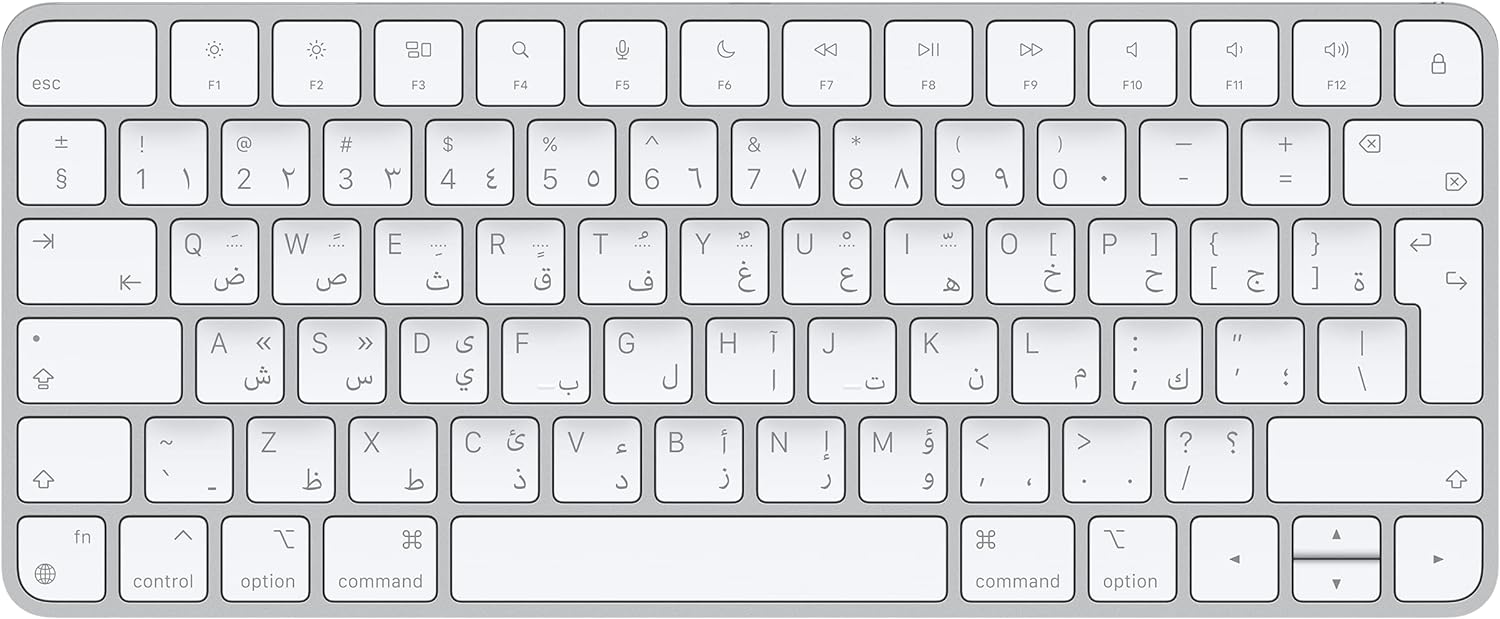 esc F1 F2 F3 F4 F5 F6 F7 F8 F9 F10 F11 F12
± § ! 1 ١ @ 2 ٢ # 3 ٣ $ 4 ٤ % 5 ٥ ^ 6 ٦ & 7 ٧ * 8 ٨ ( 9 ٩ ) 0 ٠ — - + =
Q َ ض W ً ص E ِ ث R ٍ ق T ُ ف Y ٌ غ U ْ ع I ّ ه O [ خ P ] ح { [ ج } ] ة
A » ش S « س D ى ي F ب G ل H آ ا J ت K ن L م : ; ك " ' ؛ | \
~ ` ـ Z ظ X ط C ئ ذ V ء د B أ ز N إ ر M ؤ و < , ، > . . ? / ؟
fn control option command command option